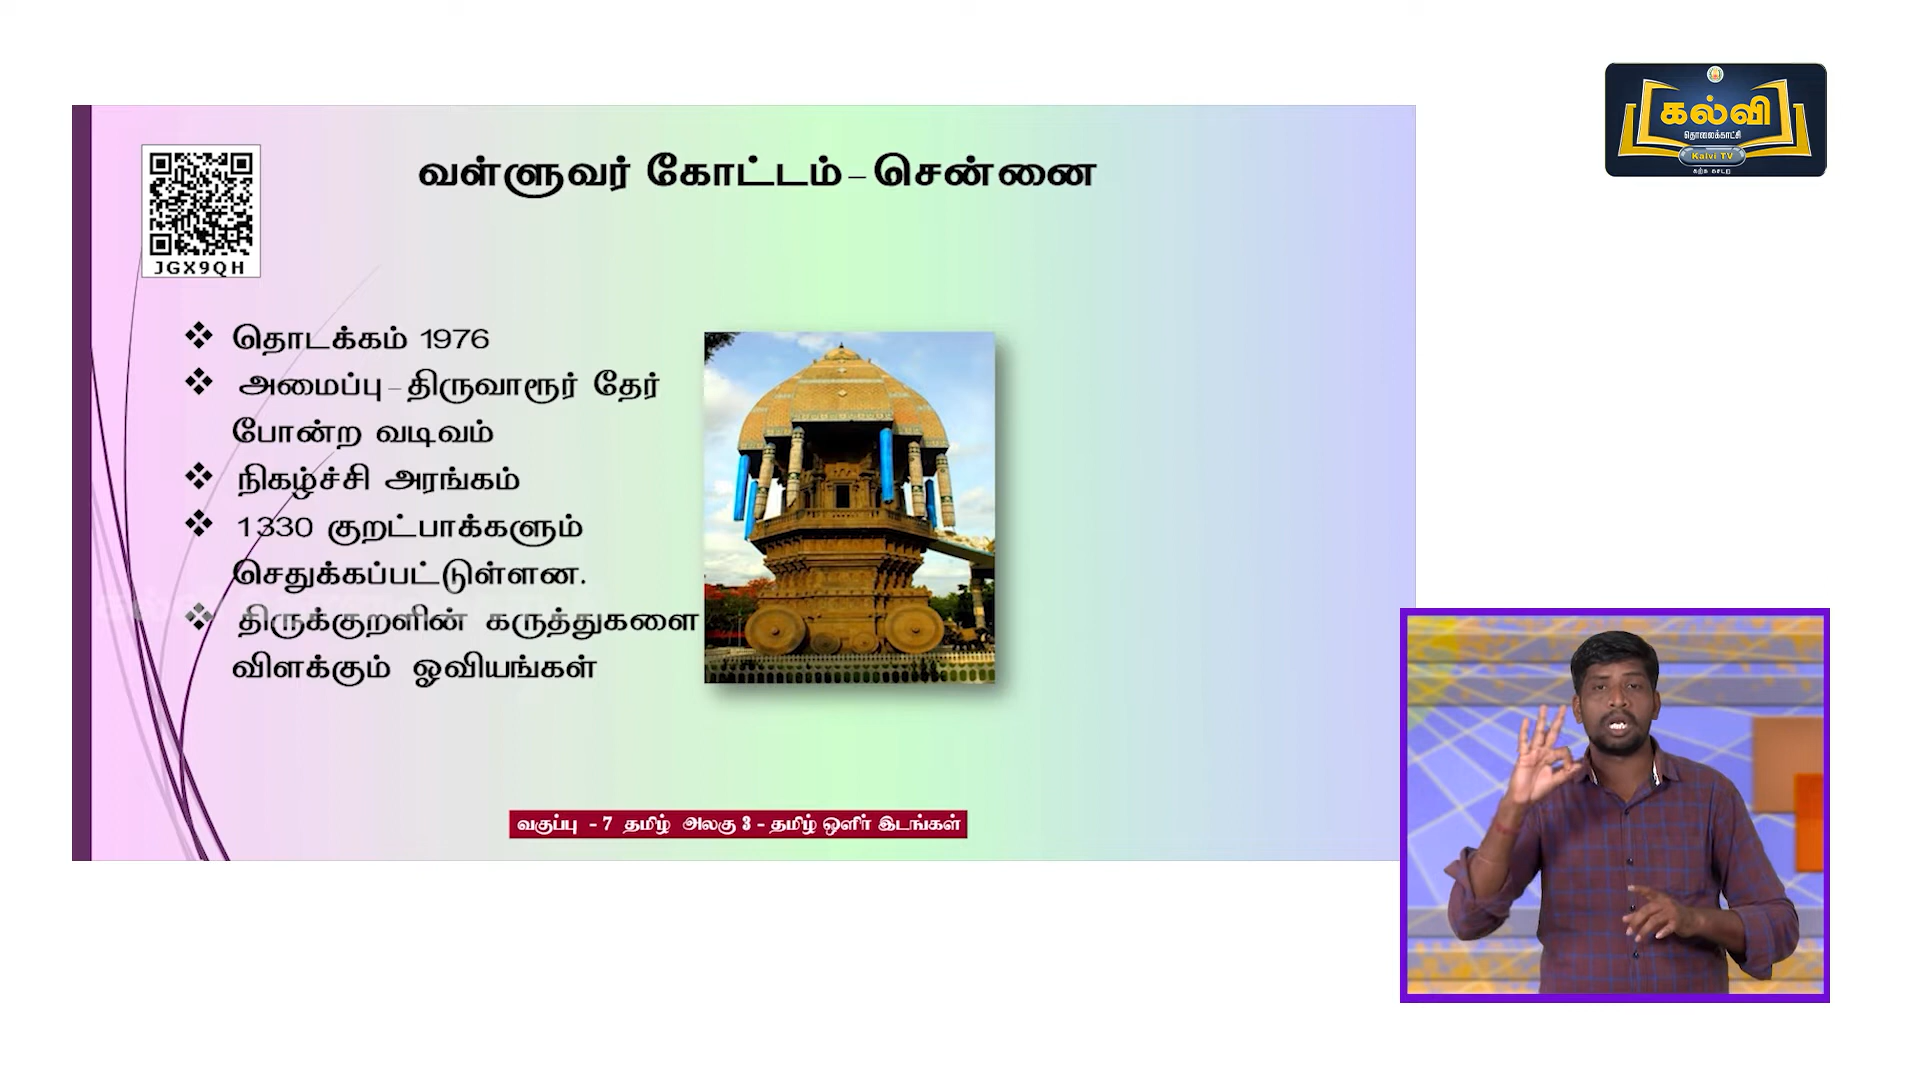 வள்ளுவர் கோட்டம் – சென்னை
JGX9QH
❖ தொடக்கம் 1976
❖ அமைப்பு – திருவாரூர் தேர்
போன்ற வடிவம்
❖ நிகழ்ச்சி அரங்கம்
❖ 1330 குறட்பாக்களும்
செதுக்கப்பட்டுள்ளன.
❖ திருக்குறளின் கருத்துகளை
விளக்கும் ஓவியங்கள்
வகுப்பு - 7 தமிழ் அலகு 3 - தமிழ் ஒளிர் இடங்கள்
கல்வி
தொலைக்காட்சி
Kalvi TV
கற்க கசடற